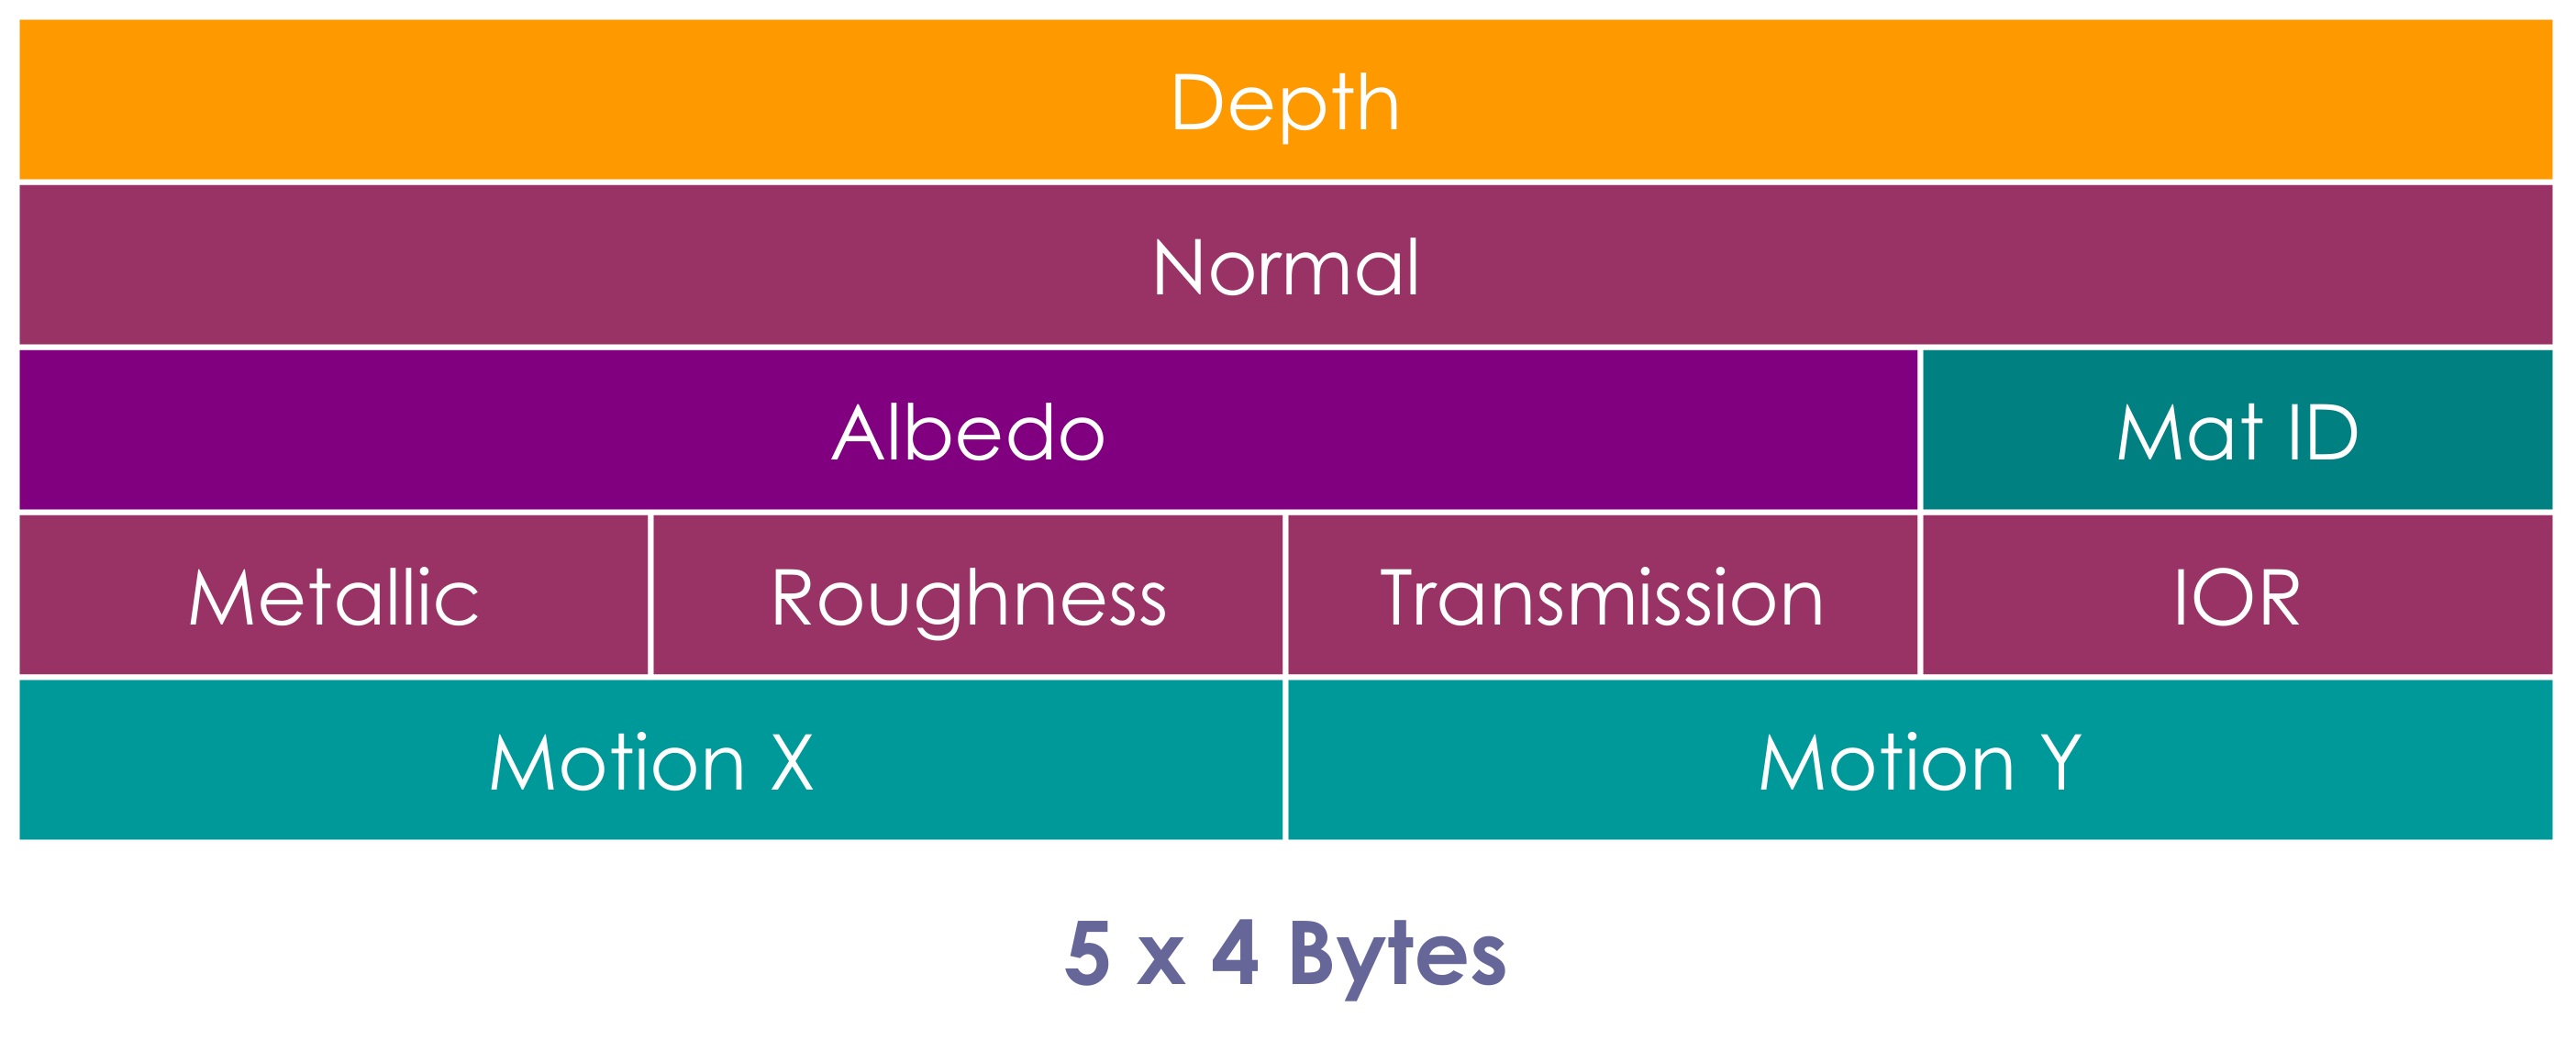 Depth
Normal
Albedo Mat ID
Metallic Roughness Transmission IOR
Motion X Motion Y
5 x 4 Bytes